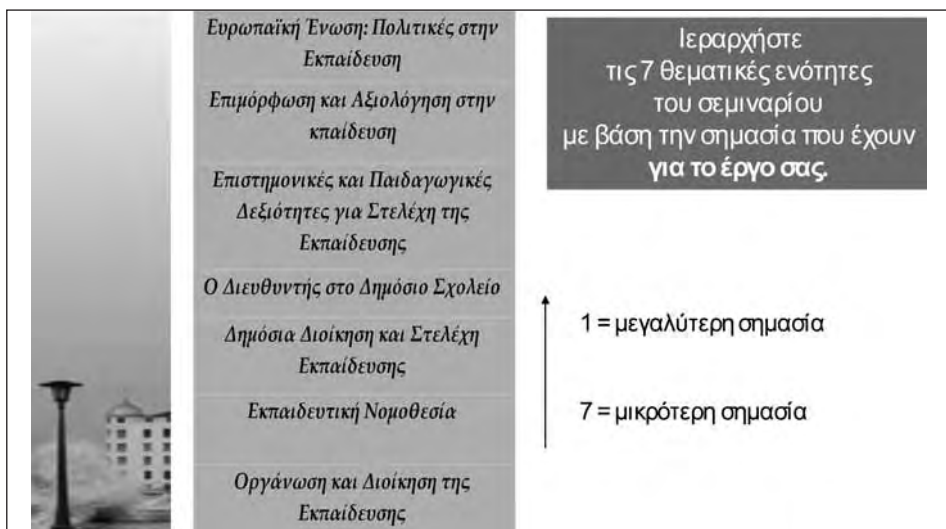 Ευρωπαϊκή Ένωση: Πολιτικές στην
Εκπαίδευση
Επιμόρφωση και Αξιολόγηση στην
κπαίδευση
Επιστημονικές και Παιδαγωγικές
Δεξιότητες για Στελέχη της
Εκπαίδευσης
Ο Διευθυντής στο Δημόσιο Σχολείο
Δημόσια Διοίκηση και Στελέχη
Εκπαίδευσης
Εκπαιδευτική Νομοθεσία
Οργάνωση και Διοίκηση της
Εκπαίδευσης
Ιεραρχήστε
τις 7 θεματικές ενότητες
του σεμιναρίου
με βάση την σημασία που έχουν
για το έργο σας.
1 = μεγαλύτερη σημασία
7 = μικρότερη σημασία